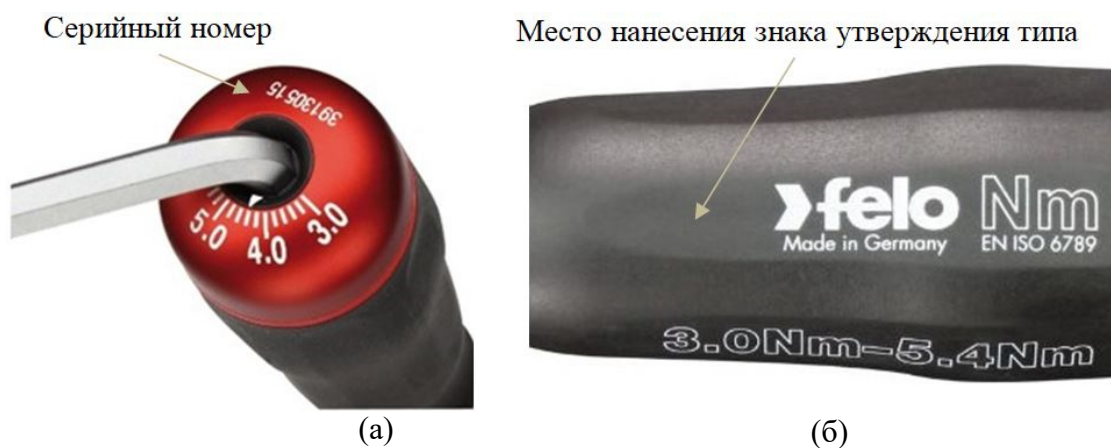 Серийный номер
39130515
5.0 4.0 3.0
(а)
Место нанесения знака утверждения типа
felo Nm
Made in Germany EN ISO 6789
3.0Nm-5.4Nm
(б)